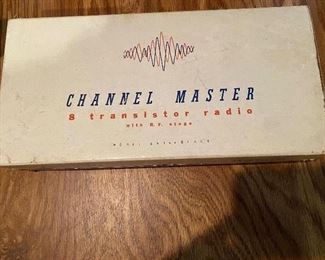 CHANNEL MASTER
8 transistor radio
with R.F. stage